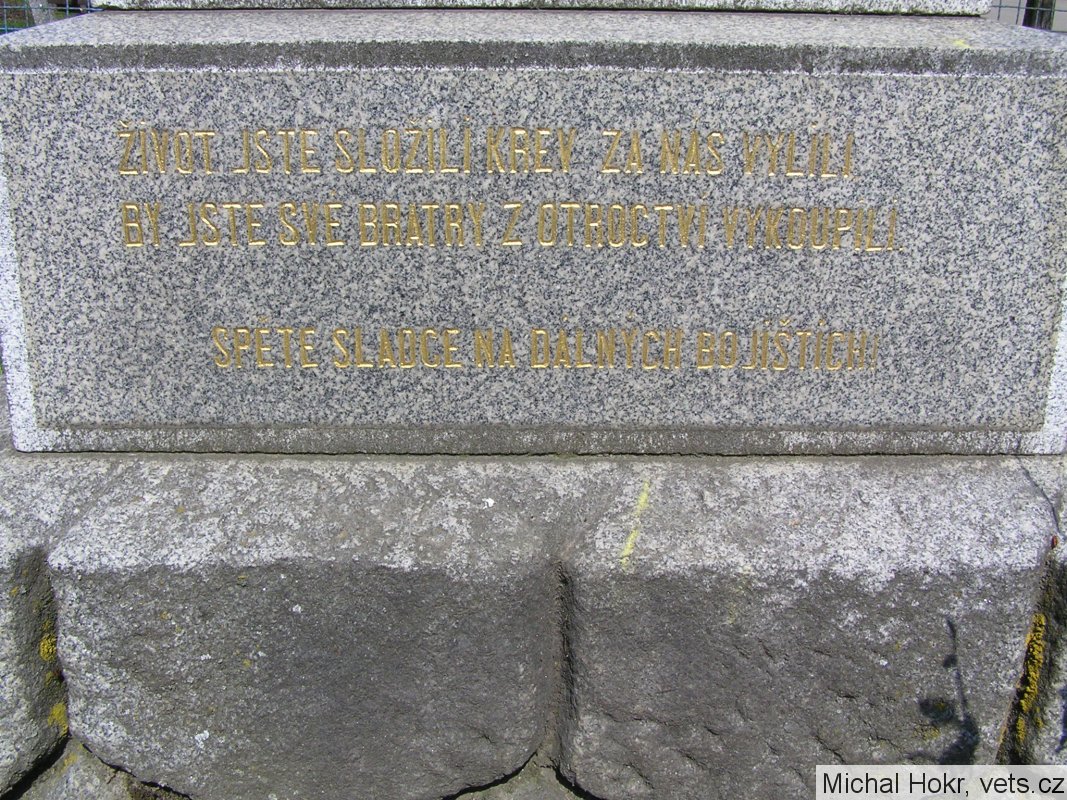 ŽIVOT JSTE SLOŽILI KREV ZA NÁS VYLILI
BY JSTE SVÉ BRATRY Z OTROCTVÍ VYKOUPILI.
SPĚTE SLADCE NA DÁLNÝCH BOJIŠTÍCH!
Michal Hokr, vets.cz